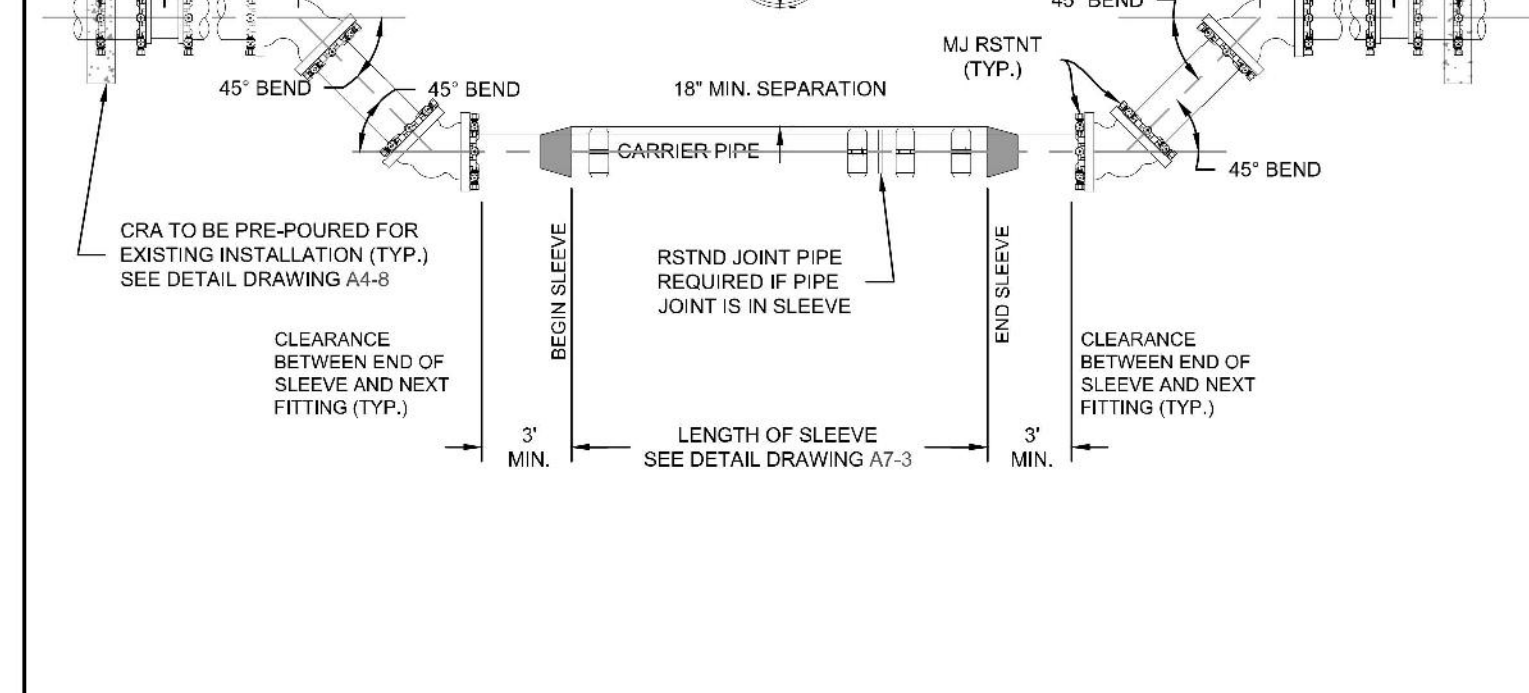 45° BEND
MJ RSTNT
(TYP.)
45° BEND
45° BEND
18" MIN. SEPARATION
CARRIER PIPE
45° BEND
CRA TO BE PRE-POURED FOR
EXISTING INSTALLATION (TYP.)
SEE DETAIL DRAWING A4-8
BEGIN SLEEVE
RSTND JOINT PIPE
REQUIRED IF PIPE
JOINT IS IN SLEEVE
END SLEEVE
CLEARANCE
BETWEEN END OF
SLEEVE AND NEXT
FITTING (TYP.)
CLEARANCE
BETWEEN END OF
SLEEVE AND NEXT
FITTING (TYP.)
3'
MIN.
LENGTH OF SLEEVE
SEE DETAIL DRAWING A7-3
3'
MIN.